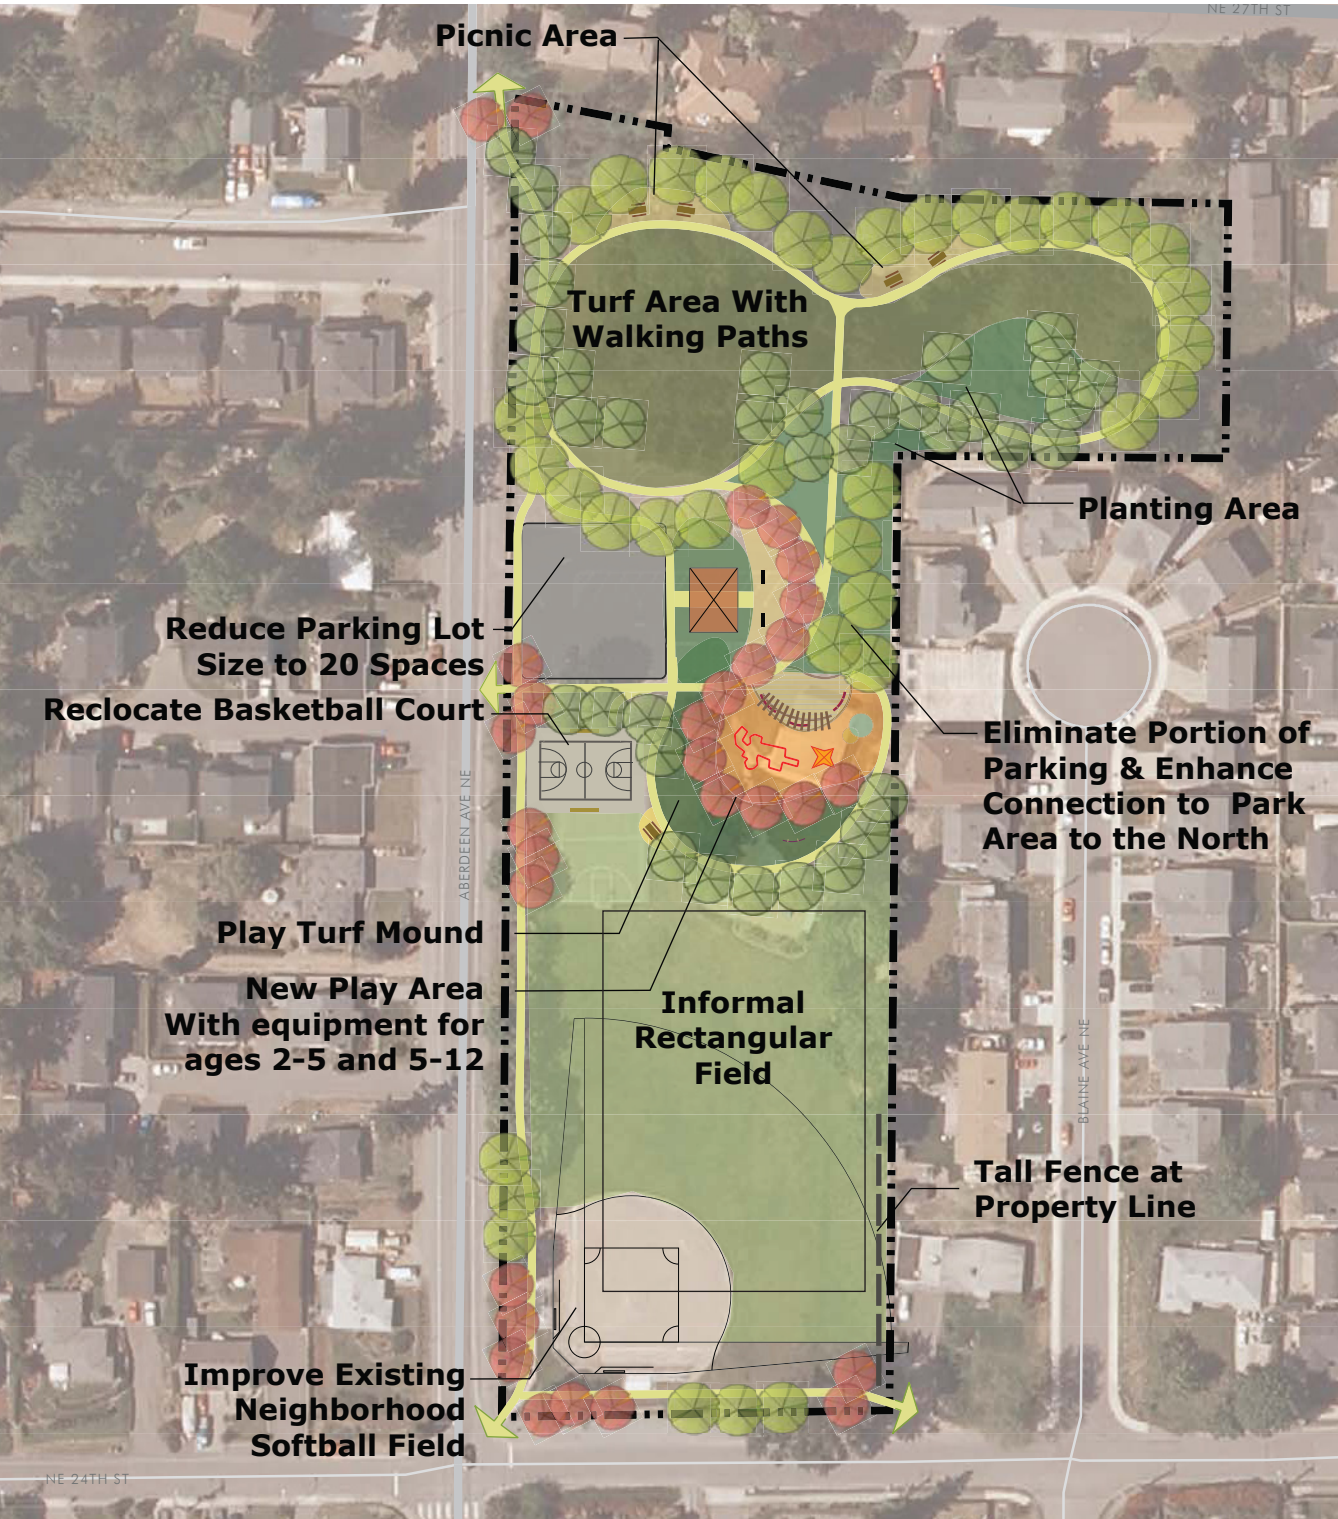 NE 27TH ST
Picnic Area
Turf Area With
Walking Paths
Planting Area
Reduce Parking Lot
Size to 20 Spaces
Reclocate Basketball Court
Eliminate Portion of
Parking & Enhance
Connection to  Park
Area to the North
ABERDEEN AVE NE
Play Turf Mound
New Play Area
With equipment for
ages 2-5 and 5-12
Informal
Rectangular
Field
BLAINE AVE NE
Tall Fence at
Property Line
Improve Existing
Neighborhood
Softball Field
NE 24TH ST